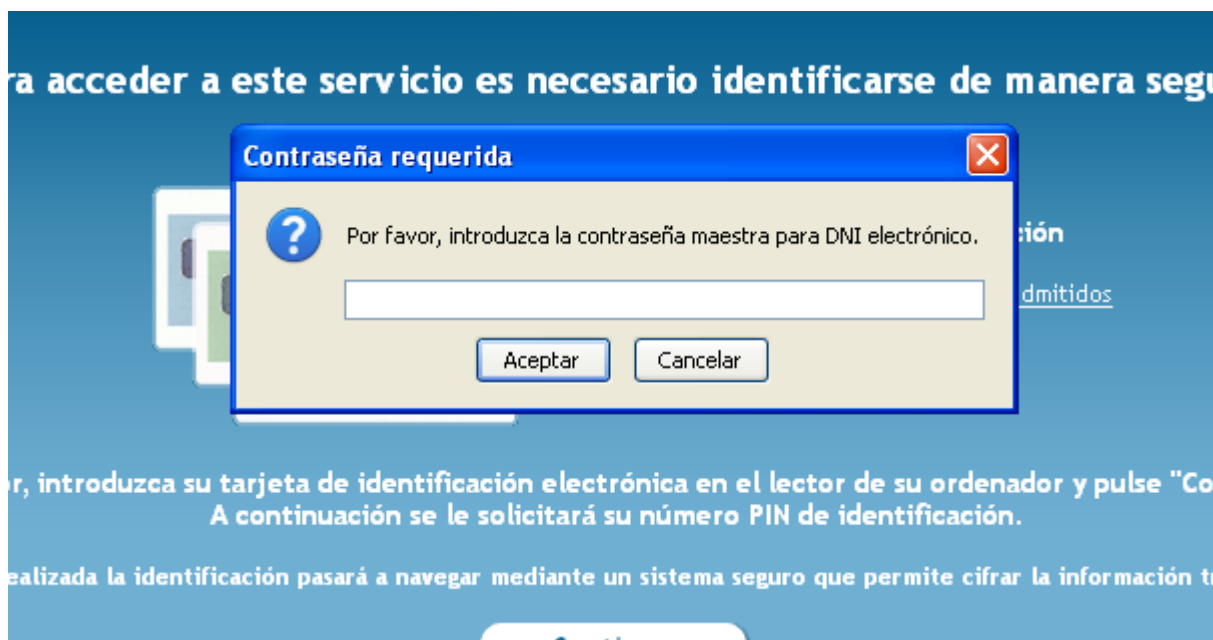 ra acceder a este servicio es necesario identificarse de manera segu
Contraseña requerida
Por favor, introduzca la contraseña maestra para DNI electrónico.
ión
dmitidos
Aceptar Cancelar
r, introduzca su tarjeta de identificación electrónica en el lector de su ordenador y pulse "Co
A continuación se le solicitará su número PIN de identificación.
ealizada la identificación pasará a navegar mediante un sistema seguro que permite cifrar la información t